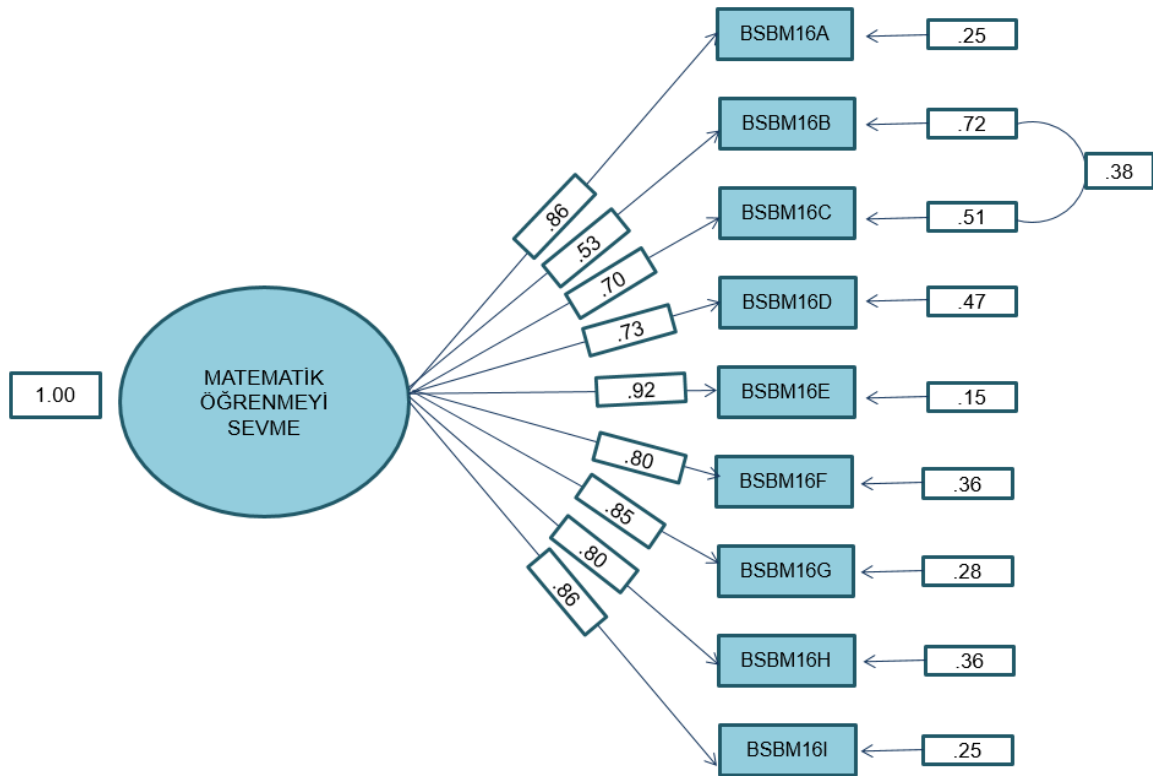 BSBM16A
.25
.86
BSBM16B
.72
.53
.38
BSBM16C
.51
.70
BSBM16D
.47
.73
1.00
MATEMATİK
ÖĞRENMEYİ
SEVME
.92
BSBM16E
.15
.80
BSBM16F
.36
.85
BSBM16G
.28
.80
BSBM16H
.36
.86
BSBM16I
.25